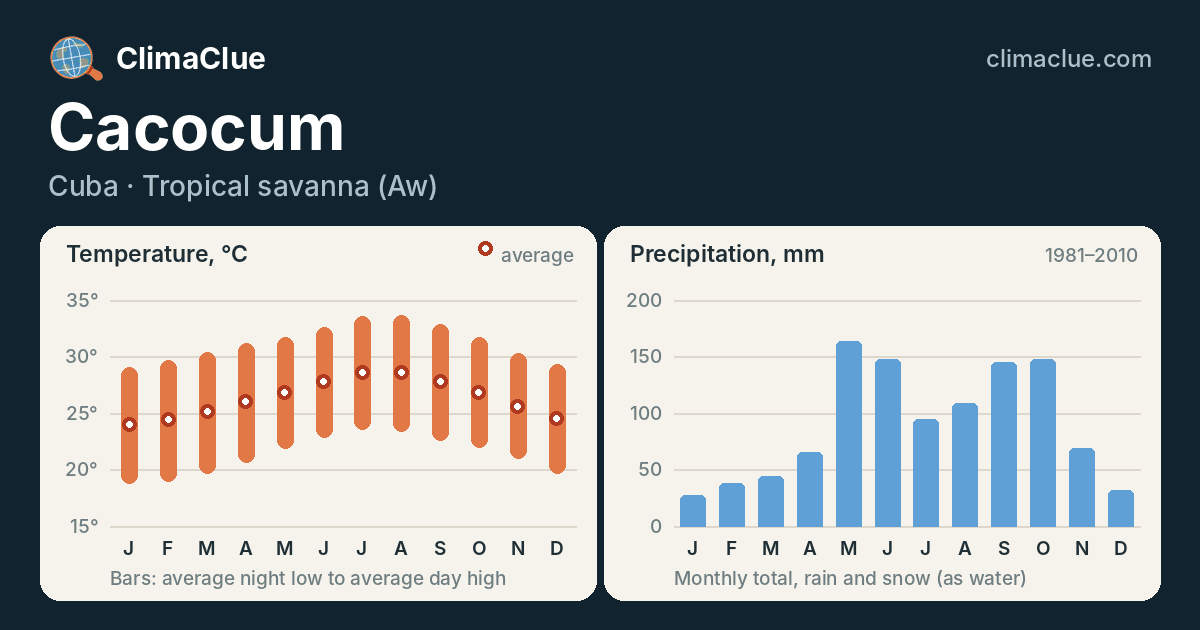 ClimaClue
climaclue.com
Cacocum
Cuba · Tropical savanna (Aw)
Temperature, °C
average
35°
30°
25°
20°
15°
J F M A M J J A S O N D
Bars: average night low to average day high
Precipitation, mm
1981–2010
200
150
100
50
0
J F M A M J J A S O N D
Monthly total, rain and snow (as water)